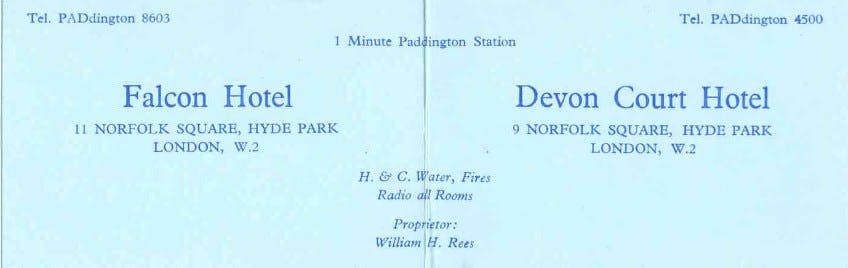 Tel. PADdington 8603
Tel. PADdington 4500
1 Minute Paddington Station
Falcon Hotel
11 NORFOLK SQUARE, HYDE PARK
LONDON, W.2
Devon Court Hotel
9 NORFOLK SQUARE, HYDE PARK
LONDON, W.2
H. & C. Water, Fires
Radio all Rooms
Proprietor:
William H. Rees